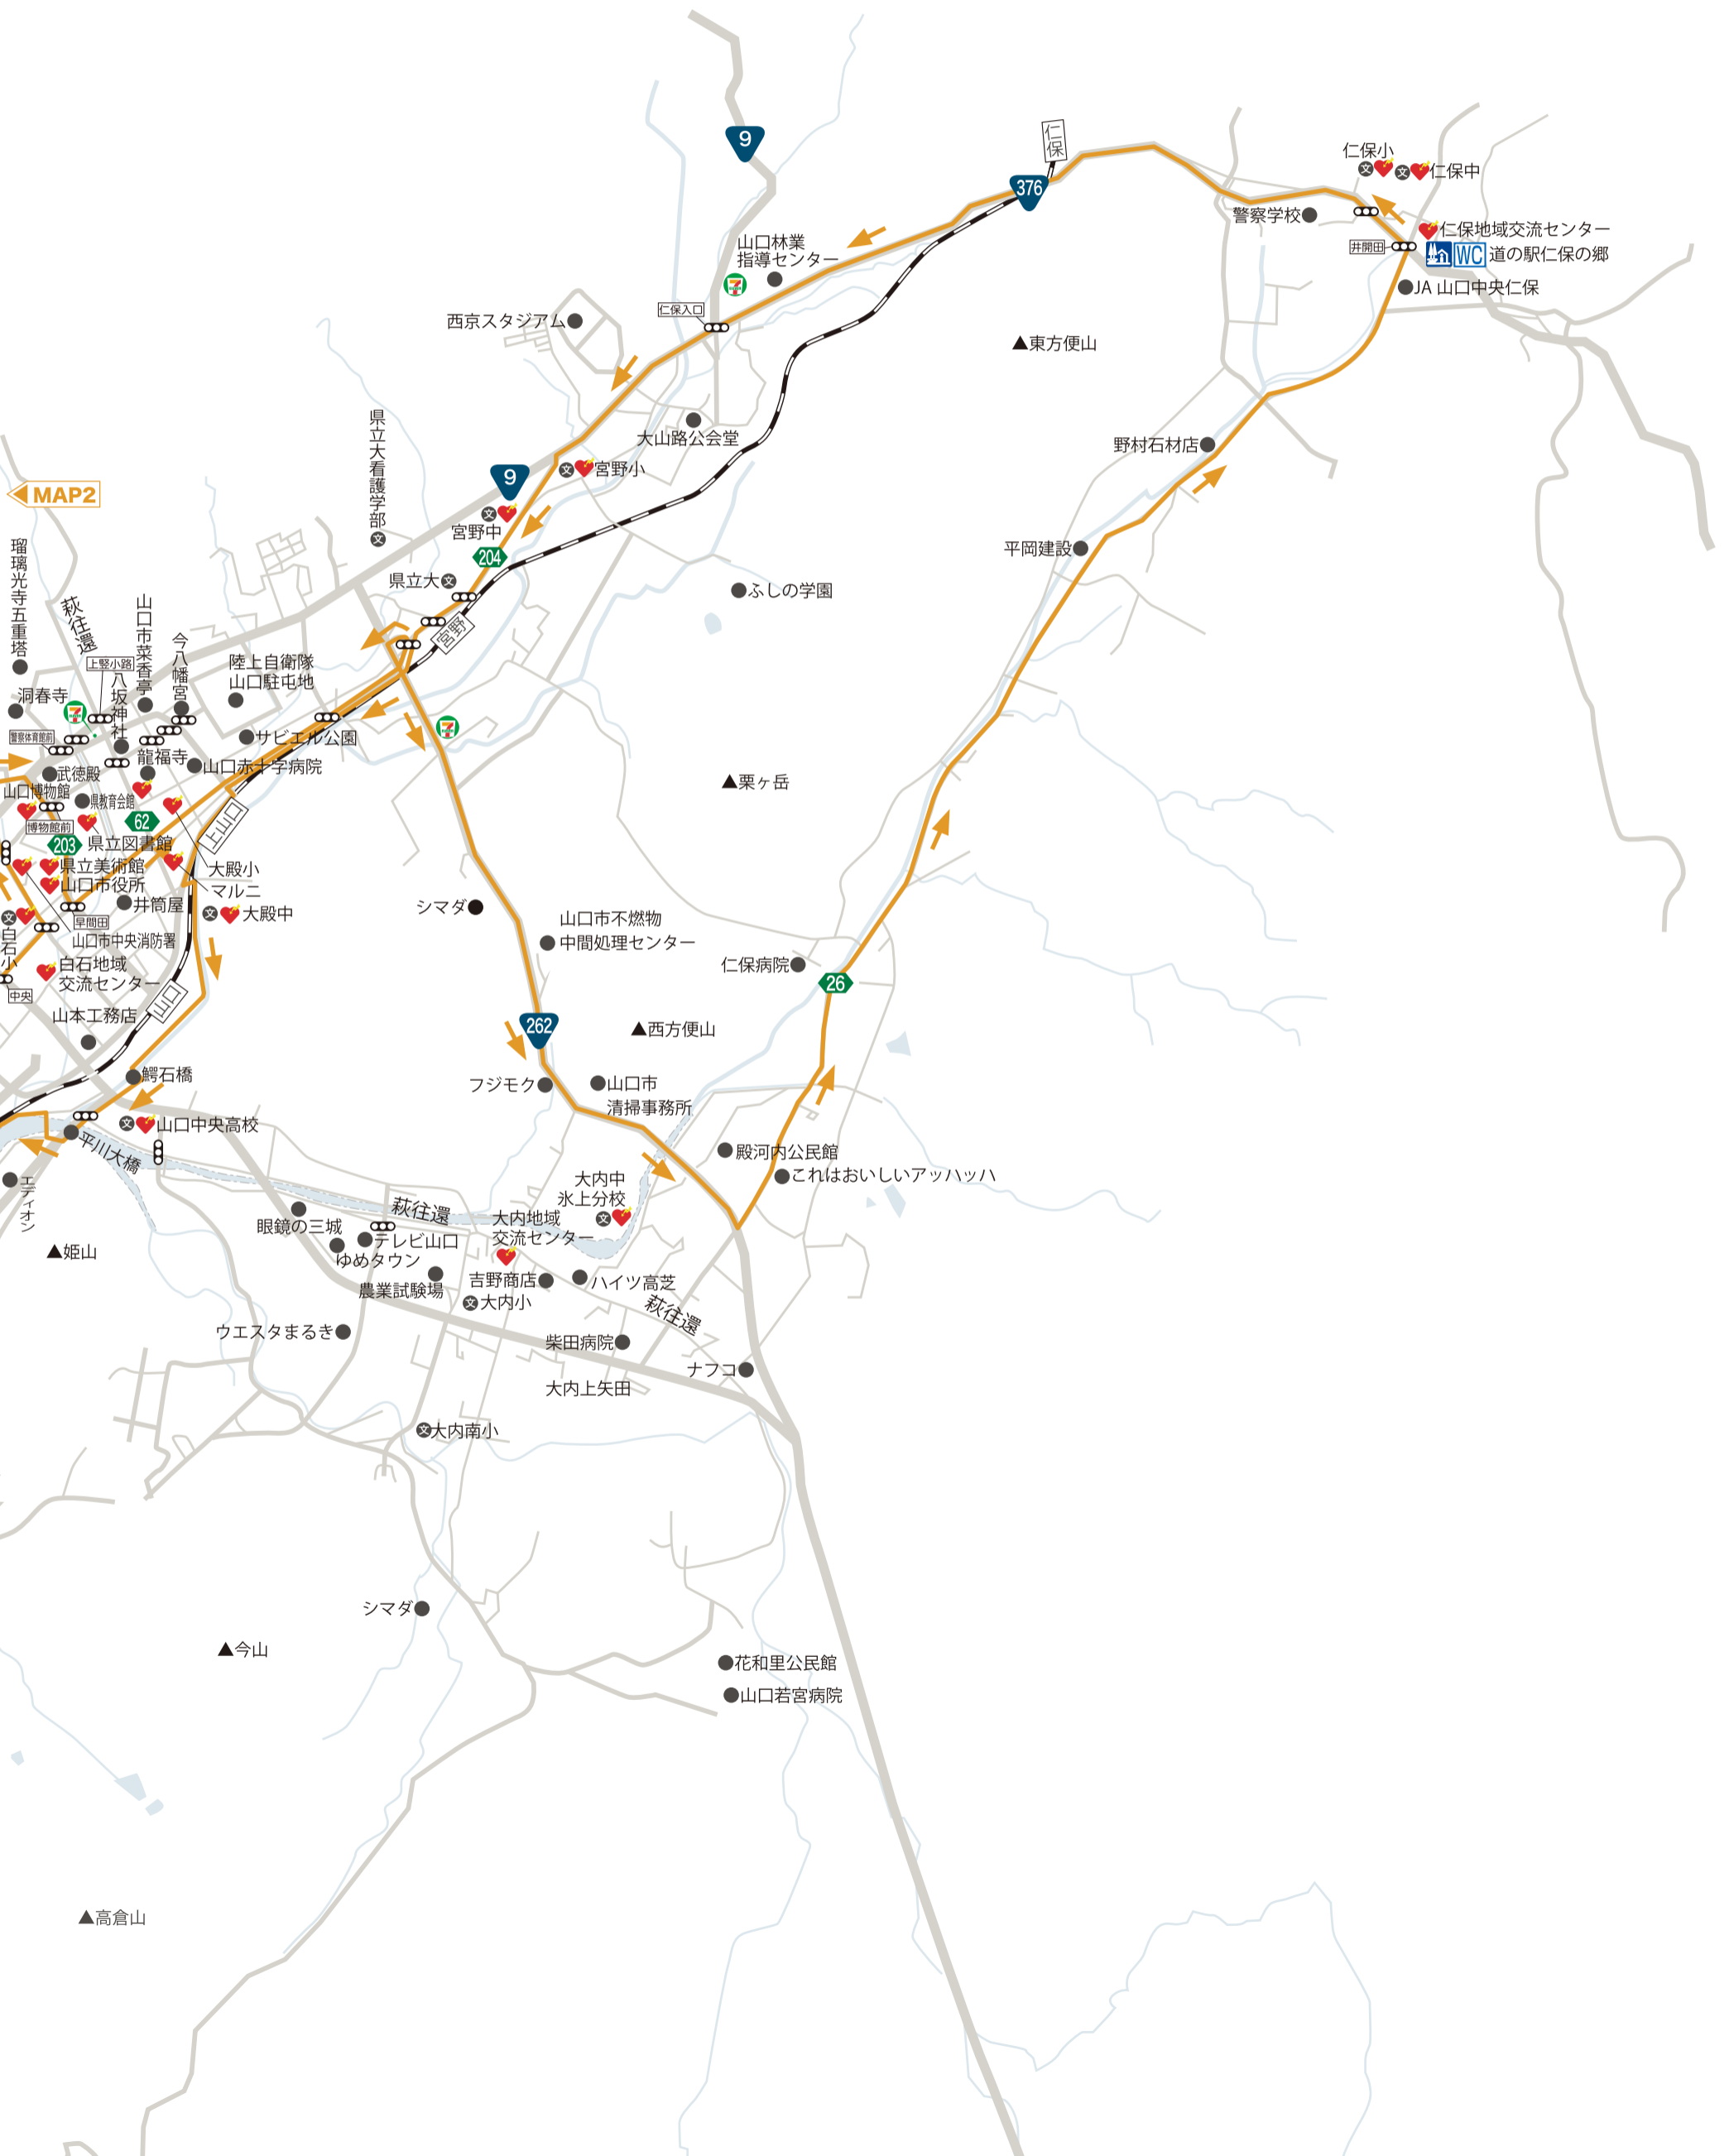 9
仁保
376
仁保小
仁保中
警察学校
仁保地域交流センター
井開田
WC
道の駅仁保の郷
JA 山口中央仁保
山口林業
指導センター
7
仁保入口
西京スタジアム
東方便山
大山路公会堂
野村石材店
県立大看護学部
9
宮野小
MAP2
宮野中
204
平岡建設
瑠璃光寺五重塔
萩往還
山口市菜香亭
今八幡宮
県立大
ふしの学園
宮野
上竪小路
八坂神社
陸上自衛隊
山口駐屯地
洞春寺
7
警察体育館前
サビエル公園
7
龍福寺
山口赤十字病院
武徳殿
山口博物館
県教育会館
栗ヶ岳
博物館前
62
上山口
203
県立図書館
県立美術館
大殿小
山口市役所
マルニ
井筒屋
大殿中
シマダ
早間田
白石小
山口市中央消防署
山口市不燃物
中間処理センター
白石地域
交流センター
仁保病院
26
中央
山口
山本工務店
262
西方便山
鰐石橋
フジモク
山口市
清掃事務所
山口中央高校
平川大橋
殿河内公民館
これはおいしいアッハッハ
エディオン
大内中
氷上分校
萩往還
眼鏡の三城
大内地域
交流センター
テレビ山口
姫山
ゆめタウン
農業試験場
吉野商店
ハイツ高芝
大内小
萩往還
ウエスタまるき
柴田病院
ナフコ
大内上矢田
大内南小
シマダ
今山
花和里公民館
山口若宮病院
高倉山